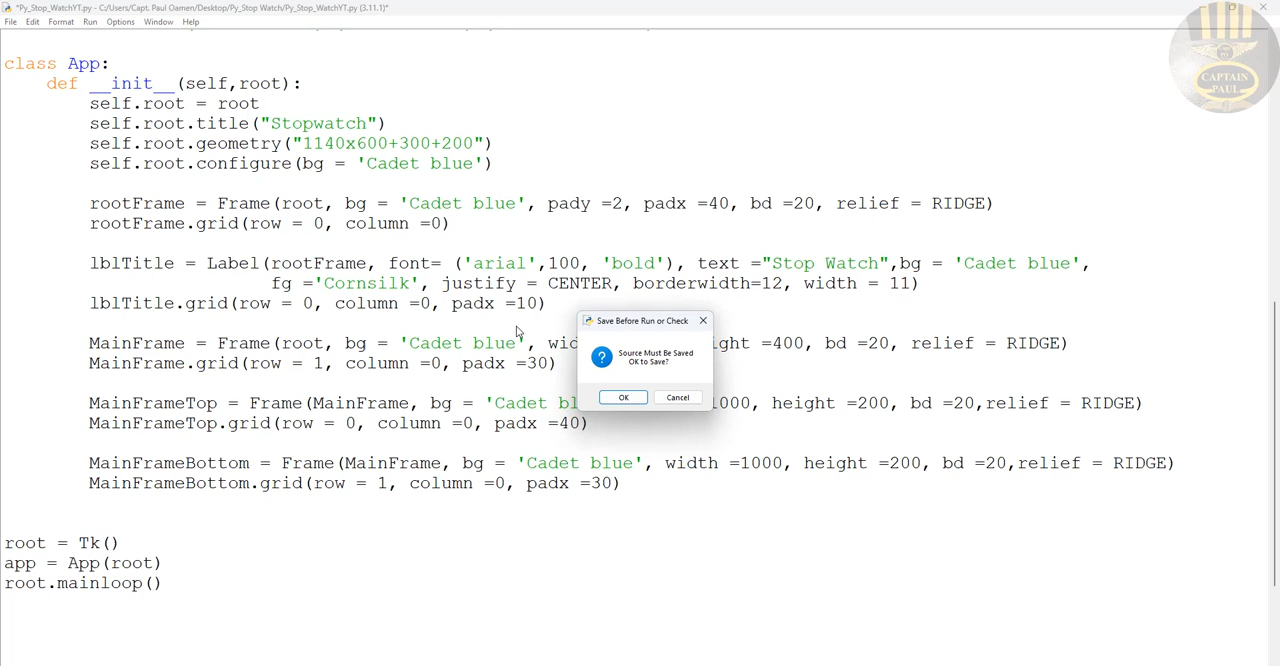 *Py_Stop_WatchYT.py - C:/Users/Capt. Paul Oamen/Desktop/Py_Stop Watch/Py_Stop_WatchYT.py (3.11.1)*
File Edit Format Run Options Window Help
class App:
def __init__(self,root):
self.root = root
self.root.title("Stopwatch")
self.root.geometry("1140x600+300+200")
self.root.configure(bg = 'Cadet blue')
rootFrame = Frame(root, bg = 'Cadet blue', pady =2, padx =40, bd =20, relief = RIDGE)
rootFrame.grid(row = 0, column =0)
lblTitle = Label(rootFrame, font= ('arial',100, 'bold'), text ="Stop Watch",bg = 'Cadet blue',
fg ='Cornsilk', justify = CENTER, borderwidth=12, width = 11)
lblTitle.grid(row = 0, column =0, padx =10)
MainFrame = Frame(root, bg = 'Cadet blue', =400, bd =20, relief = RIDGE)
MainFrame.grid(row = 1, column =0, padx =30)
MainFrameTop = Frame(MainFrame, bg = 'Cadet 1000, height =200, bd =20,relief = RIDGE)
MainFrameTop.grid(row = 0, column =0, padx =40)
MainFrameBottom = Frame(MainFrame, bg = 'Cadet blue', width =1000, height =200, bd =20,relief = RIDGE)
MainFrameBottom.grid(row = 1, column =0, padx =30)
root = Tk()
app = App(root)
root.mainloop()
Save Before Run or Check
Source Must Be Saved
OK to Save?
OK Cancel
CAPTAIN
PAUL